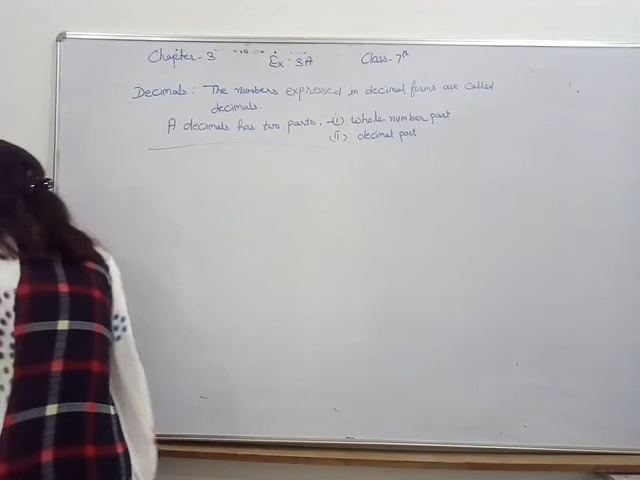 Chapter-3 Ex: 3A Class-7th
Decimals: The numbers exprosed in decimal forms are called
decimals.
A decimals has two parts. -(i) whole number part
(ii) decimal part